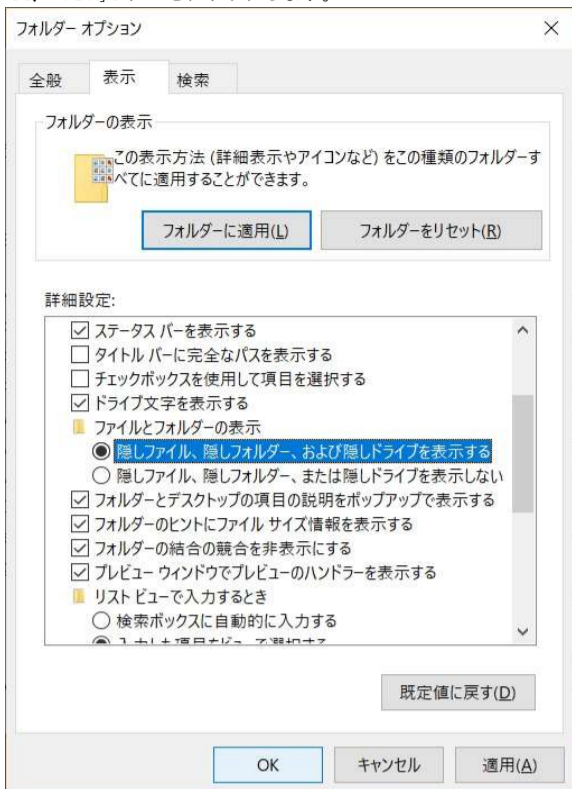 フォルダー オプション
全般 表示 検索
フォルダーの表示
この表示方法 (詳細表示やアイコンなど) をこの種類のフォルダーす
べてに適用することができます。
フォルダーに適用(L) フォルダーをリセット(R)
詳細設定:
ステータス バーを表示する
タイトル バーに完全なパスを表示する
チェックボックスを使用して項目を選択する
ドライブ文字を表示する
ファイルとフォルダーの表示
隠しファイル、隠しフォルダー、および隠しドライブを表示する
隠しファイル、隠しフォルダー、または隠しドライブを表示しない
フォルダーとデスクトップの項目の説明をポップアップで表示する
フォルダーのヒントにファイル サイズ情報を表示する
フォルダーの結合の競合を非表示にする
プレビュー ウィンドウでプレビューのハンドラーを表示する
リスト ビューで入力するとき
検索ボックスに自動的に入力する
既定値に戻す(D)
OK キャンセル 適用(A)